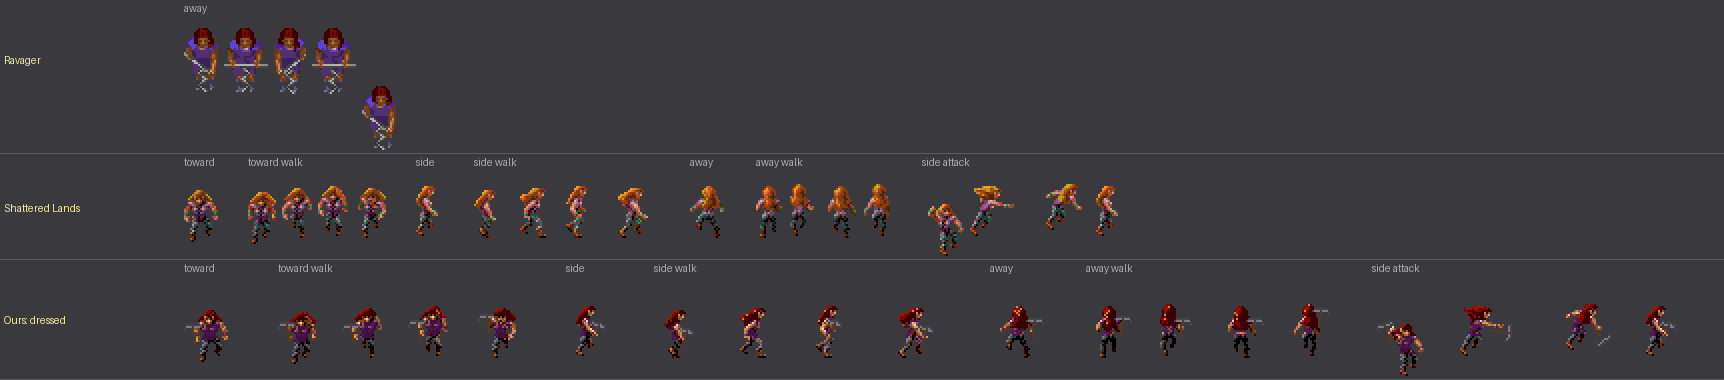 away
Ravager
toward toward walk side side walk away away walk side attack
Shattered Lands
toward toward walk side side walk away away walk side attack
Ours: dressed